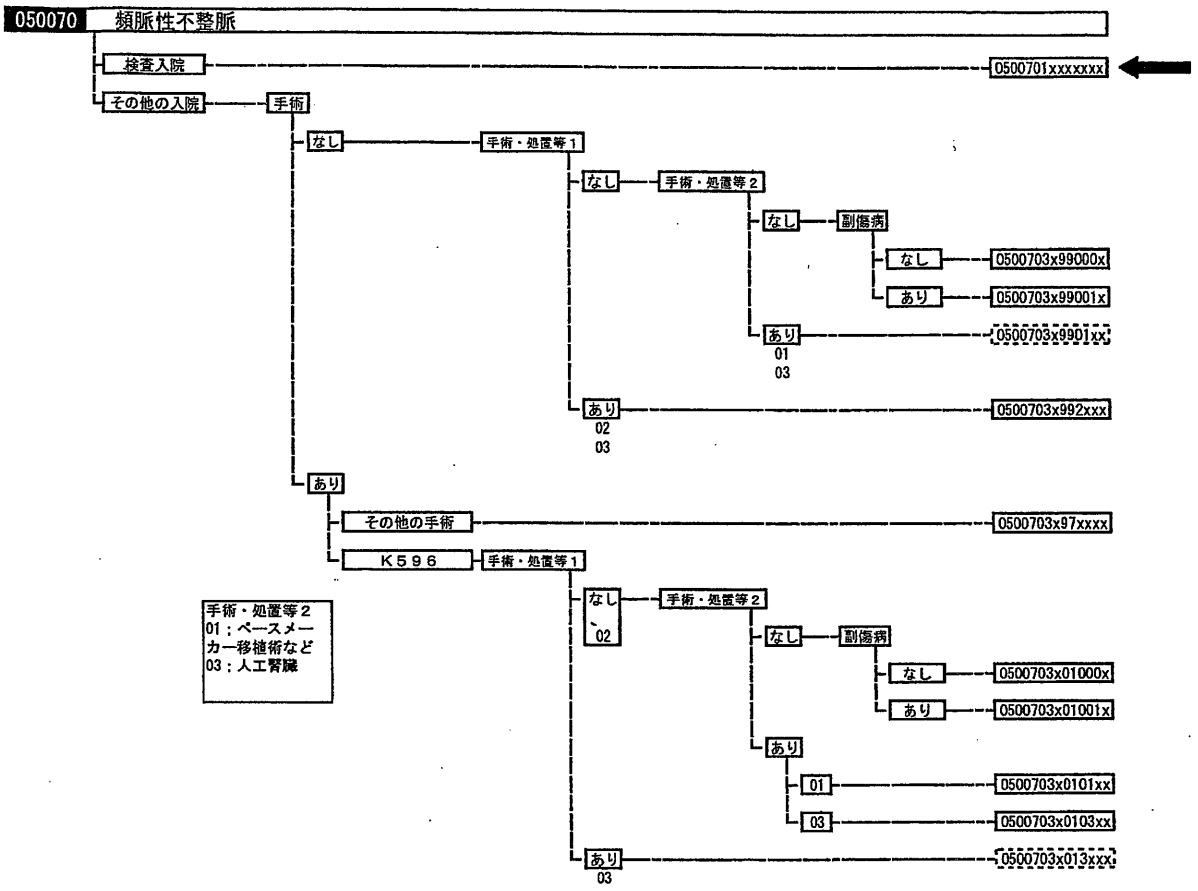 050070 頻脈性不整脈
検査入院 0500701xxxxxxx
その他の入院 手術
なし 手術・処置等1
なし 手術・処置等2
なし 副傷病
なし 0500703x99000x
あり 0500703x99001x
あり 0500703x9901xx
01
03
あり 0500703x992xxx
02
03
あり
その他の手術 0500703x97xxxx
K596 手術・処置等1
なし 手術・処置等2
、02
なし 副傷病
なし 0500703x01000x
あり 0500703x01001x
あり
01 0500703x0101xx
03 0500703x0103xx
あり 0500703x013xxx
03
手術・処置等2
01;ペースメー
カー移植術など
03;人工腎臓